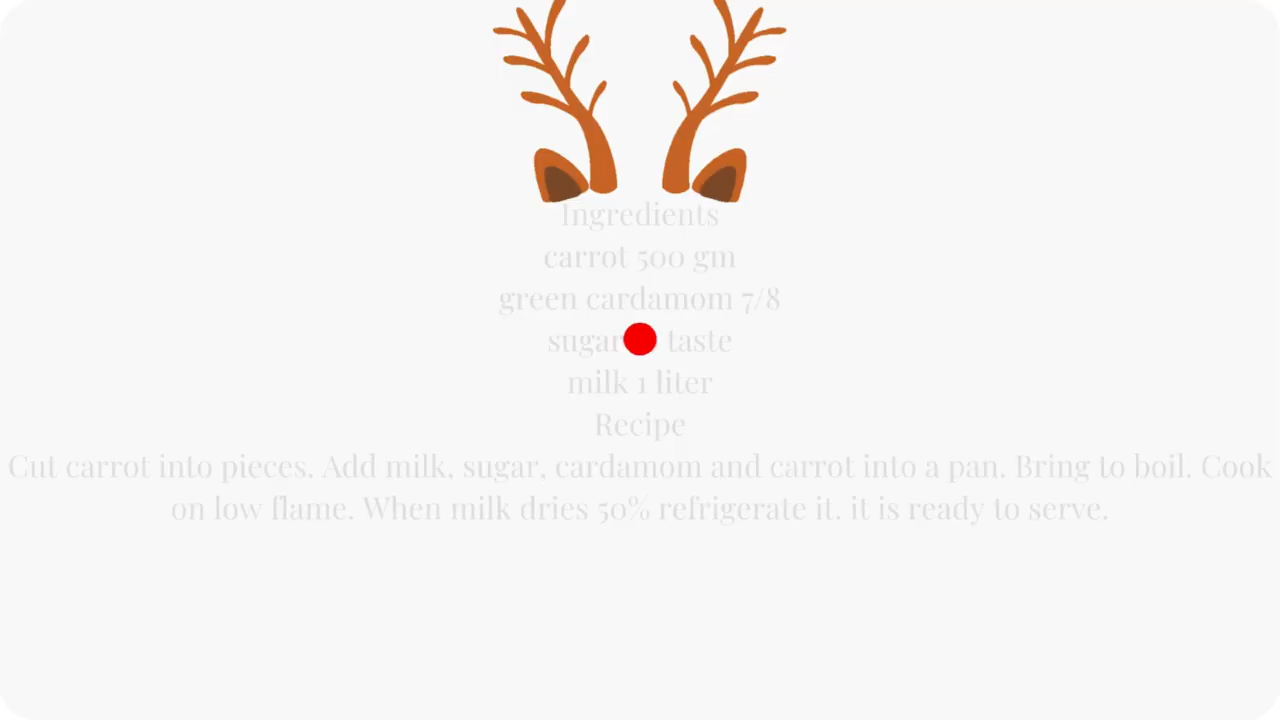 Ingredients
carrot 500 gm
green cardamom 7/8
sugar taste
milk 1 liter
Recipe
Cut carrot into pieces. Add milk, sugar, cardamom and carrot into a pan. Bring to boil. Cook
on low flame. When milk dries 50% refrigerate it. it is ready to serve.